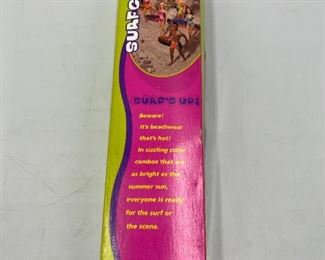 SURF'S UP!
Beware!
It's beachwear
that's hot!
In sizzling color
combos that are
as bright as the
summer sun,
everyone is ready
for the surf or
the scene.